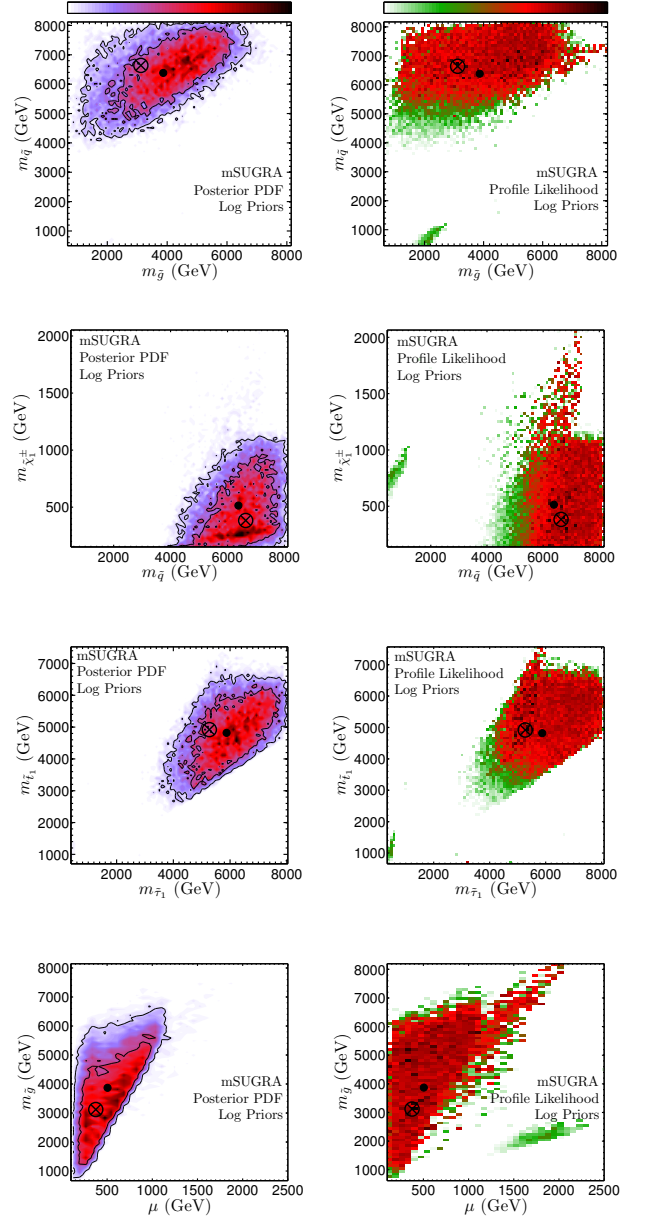 8000
7000
6000
5000
4000
3000
2000
1000
m_q̃ (GeV)
mSUGRA
Posterior PDF
Log Priors
2000 4000 6000 8000
m_g̃ (GeV)
8000
7000
6000
5000
4000
3000
2000
1000
m_q̃ (GeV)
mSUGRA
Profile Likelihood
Log Priors
2000 4000 6000 8000
m_g̃ (GeV)
2000
1500
1000
500
m_χ̃₁± (GeV)
mSUGRA
Posterior PDF
Log Priors
2000 4000 6000 8000
m_q̃ (GeV)
2000
1500
1000
500
m_χ̃₁± (GeV)
mSUGRA
Profile Likelihood
Log Priors
2000 4000 6000 8000
m_q̃ (GeV)
7000
6000
5000
4000
3000
2000
1000
m_t̃₁ (GeV)
mSUGRA
Posterior PDF
Log Priors
2000 4000 6000 8000
m_τ̃₁ (GeV)
7000
6000
5000
4000
3000
2000
1000
m_t̃₁ (GeV)
mSUGRA
Profile Likelihood
Log Priors
2000 4000 6000 8000
m_τ̃₁ (GeV)
8000
7000
6000
5000
4000
3000
2000
1000
m_g̃ (GeV)
mSUGRA
Posterior PDF
Log Priors
500 1000 1500 2000 2500
μ (GeV)
8000
7000
6000
5000
4000
3000
2000
1000
m_g̃ (GeV)
mSUGRA
Profile Likelihood
Log Priors
500 1000 1500 2000 2500
μ (GeV)